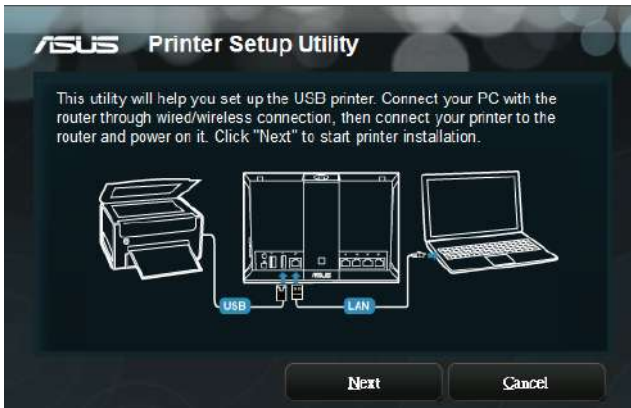 ASUS Printer Setup Utility
This utility will help you set up the USB printer. Connect your PC with the
router through wired/wireless connection, then connect your printer to the
router and power on it. Click "Next" to start printer installation.
ASUS
USB
LAN
Next Cancel